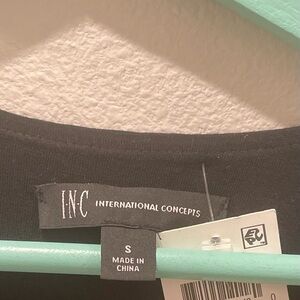 I·N·C INTERNATIONAL CONCEPTS
S
MADE IN
CHINA